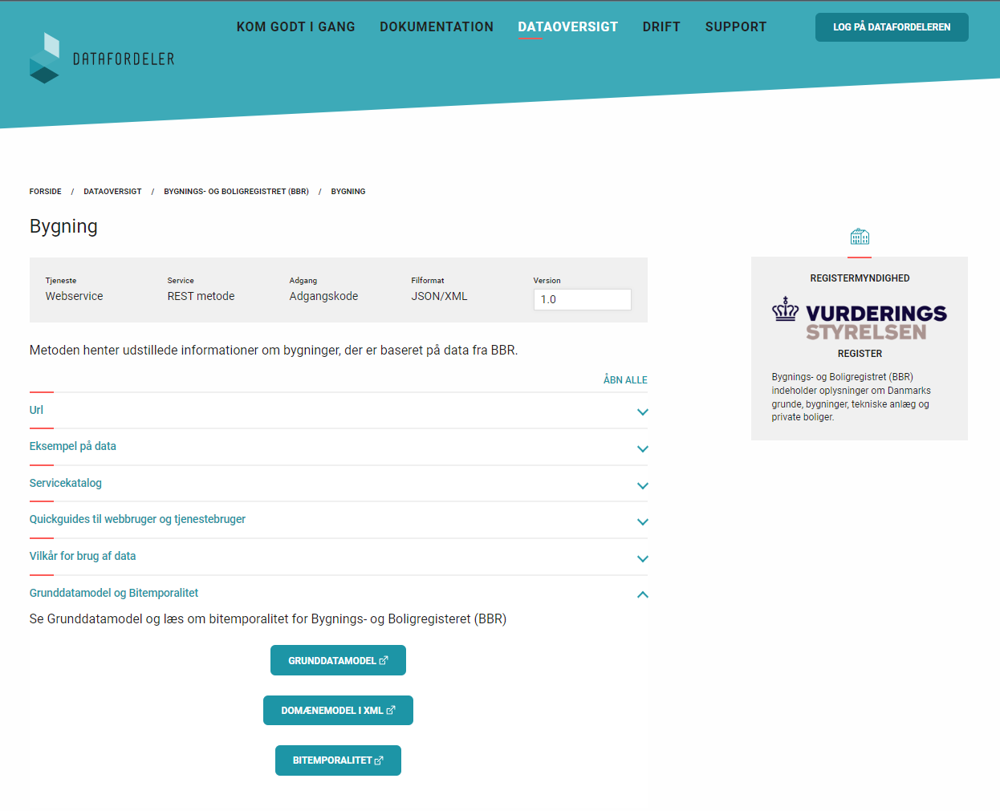 KOM GODT I GANG
DOKUMENTATION
DATAOVERSIGT
DRIFT
SUPPORT
LOG PÅ DATAFORDELEREN
DATAFORDELER
FORSIDE / DATAOVERSIGT / BYGNINGS- OG BOLIGREGISTRET (BBR) / BYGNING
Bygning
Tjeneste
Webservice
Service
REST metode
Adgang
Adgangskode
Filformat
JSON/XML
Version
1.0
Metoden henter udstillede informationer om bygninger, der er baseret på data fra BBR.
ÅBN ALLE
Url
Eksempel på data
Servicekatalog
Quickguides til webbruger og tjenestebruger
Vilkår for brug af data
Grunddatamodel og Bitemporalitet
Se Grunddatamodel og læs om bitemporalitet for Bygnings- og Boligregisteret (BBR)
GRUNDDATAMODEL
DOMÆNEMODEL I XML
BITEMPORALITET
REGISTERMYNDIGHED
VURDERINGS
STYRELSEN
REGISTER
Bygnings- og Boligregistret (BBR)
indeholder oplysninger om Danmarks
grunde, bygninger, tekniske anlæg og
private boliger.